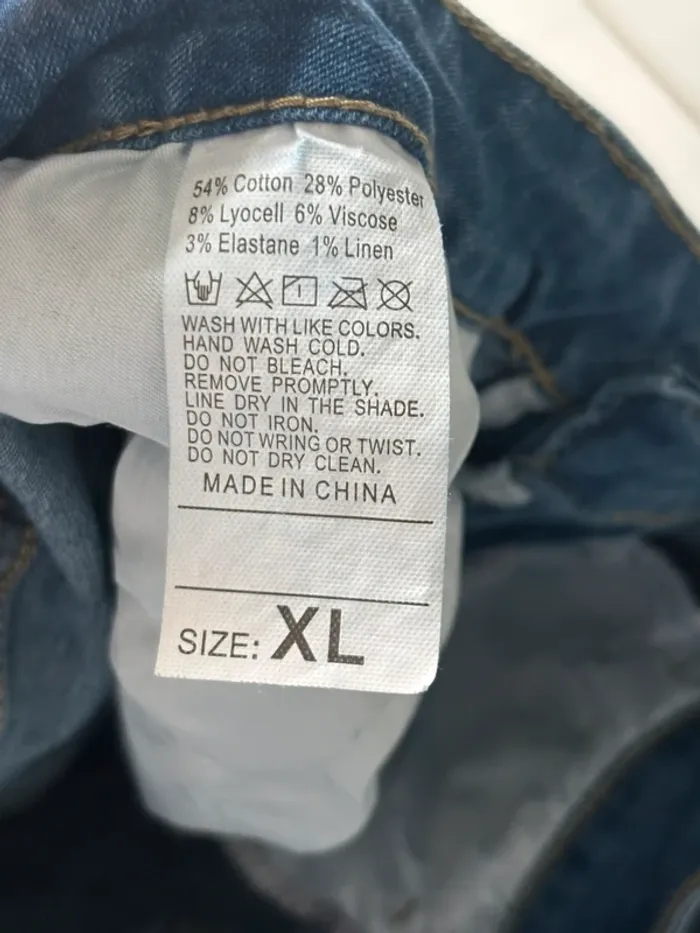 54% Cotton 28% Polyester
8% Lyocell 6% Viscose
3% Elastane 1% Linen
WASH WITH LIKE COLORS.
HAND WASH COLD.
DO NOT BLEACH.
REMOVE PROMPTLY.
LINE DRY IN THE SHADE.
DO NOT IRON.
DO NOT WRING OR TWIST.
DO NOT DRY CLEAN.
MADE IN CHINA
SIZE: XL